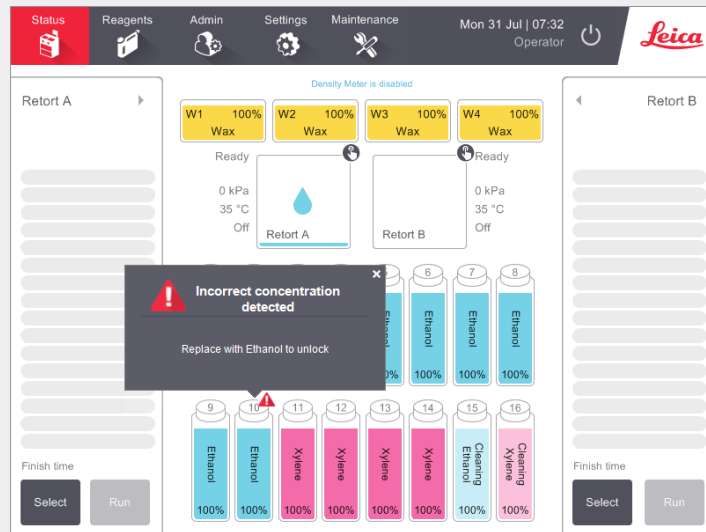 Status
Reagents
Admin
Settings
Maintenance
Mon 31 Jul | 07:32
Operator
Leica
Density Meter is disabled
Retort A
Retort B
W1 100%
Wax
W2 100%
Wax
W3 100%
Wax
W4 100%
Wax
Ready
0 kPa
35 °C
Off
Retort A
Retort B
Ready
0 kPa
35 °C
Off
6
7
8
Ethanol
Ethanol
Ethanol
100%
100%
100%
Incorrect concentration
detected
Replace with Ethanol to unlock
9
10
11
12
13
14
15
16
Ethanol
Ethanol
Xylene
Xylene
Xylene
Xylene
Cleaning
Ethanol
Cleaning
Xylene
100%
100%
100%
100%
100%
100%
100%
100%
Finish time
Select
Run
Finish time
Select
Run